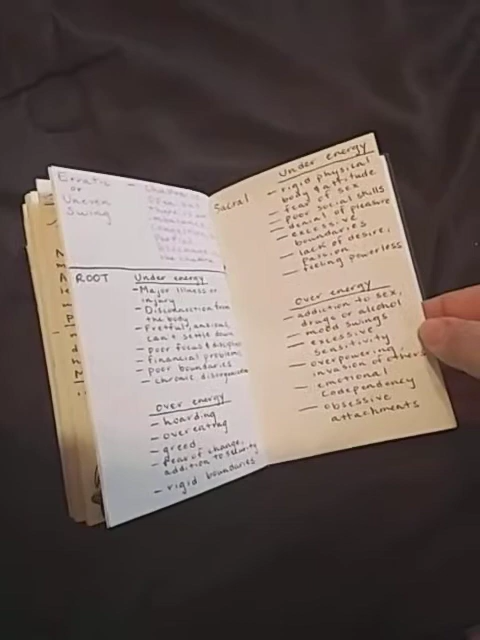 Erratic
or
Uneven
Swing
ROOT
Under energy
- Major illness or
injury
- Disconnection from
the body
- Fretful, anxious,
can't settle down
- poor focus & discipline
- financial problems
- poor boundaries
- chronic disorganization
Over energy
- hoarding
- overeating
- greed
- fear of change,
addiction to security
- rigid boundaries
Sacral
Under energy
- rigid physical
body & attitude
- fear of sex
- poor social skills
- denial of pleasure
- excessive
boundaries
- lack of desire,
passion
- feeling powerless
Over energy
- addiction to sex,
drugs or alcohol
- mood swings
- excessive
sensitivity
- overpowering,
invasion of others
- emotional
codependency
- obsessive
attachments